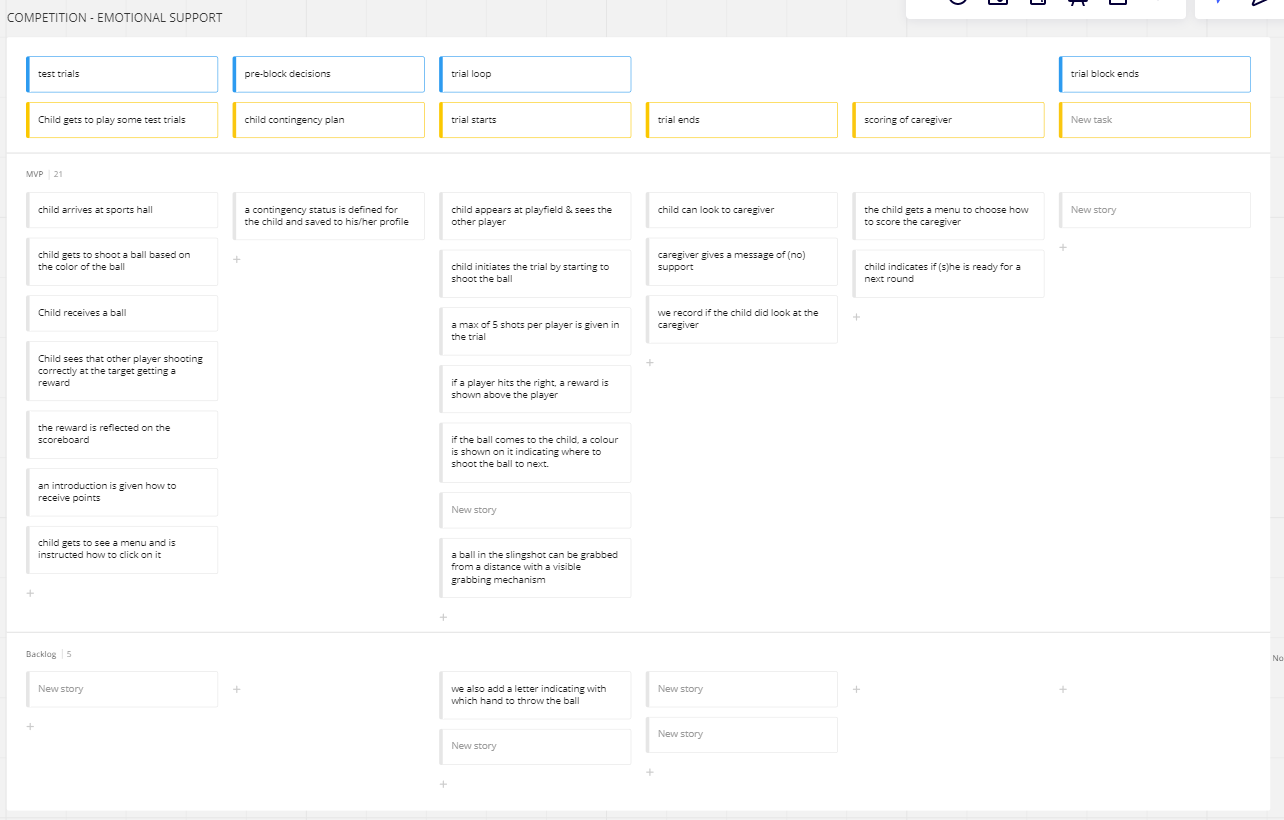 COMPETITION - EMOTIONAL SUPPORT
test trials
pre-block decisions
trial loop
trial block ends
Child gets to play some test trials
child contingency plan
trial starts
trial ends
scoring of caregiver
New task
MVP | 21
child arrives at sports hall
child gets to shoot a ball based on
the color of the ball
Child receives a ball
Child sees that other player shooting
correctly at the target getting a
reward
the reward is reflected on the
scoreboard
an introduction is given how to
receive points
child gets to see a menu and is
instructed how to click on it
+
a contingency status is defined for
the child and saved to his/her profile
+
child appears at playfield & sees the
other player
child initiates the trial by starting to
shoot the ball
a max of 5 shots per player is given in
the trial
if a player hits the right, a reward is
shown above the player
if the ball comes to the child, a colour
is shown on it indicating where to
shoot the ball to next.
New story
a ball in the slingshot can be grabbed
from a distance with a visible
grabbing mechanism
+
child can look to caregiver
caregiver gives a message of (no)
support
we record if the child did look at the
caregiver
+
the child gets a menu to choose how
to score the caregiver
child indicates if (s)he is ready for a
next round
+
New story
+
Backlog | 5
New story
+
+
we also add a letter indicating with
which hand to throw the ball
New story
+
New story
New story
+
+
+
No